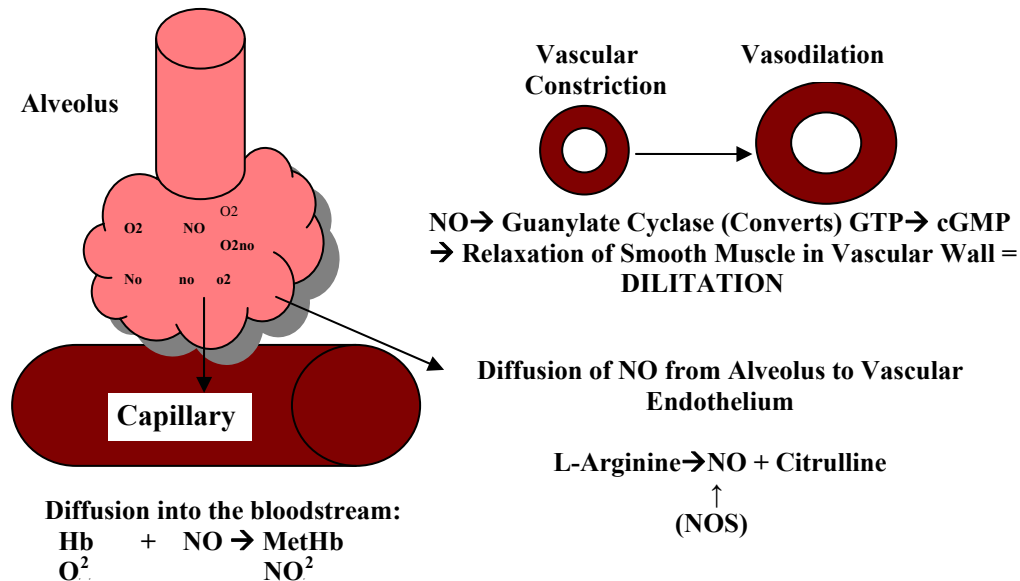 Alveolus
O2
O2
NO
O2no
No no o2
Capillary
Diffusion into the bloodstream:
Hb + NO → MetHb
O² NO²
Vascular
Constriction
Vasodilation
NO→ Guanylate Cyclase (Converts) GTP→ cGMP
→ Relaxation of Smooth Muscle in Vascular Wall =
DILITATION
Diffusion of NO from Alveolus to Vascular
Endothelium
L-Arginine→NO + Citrulline
↑
(NOS)